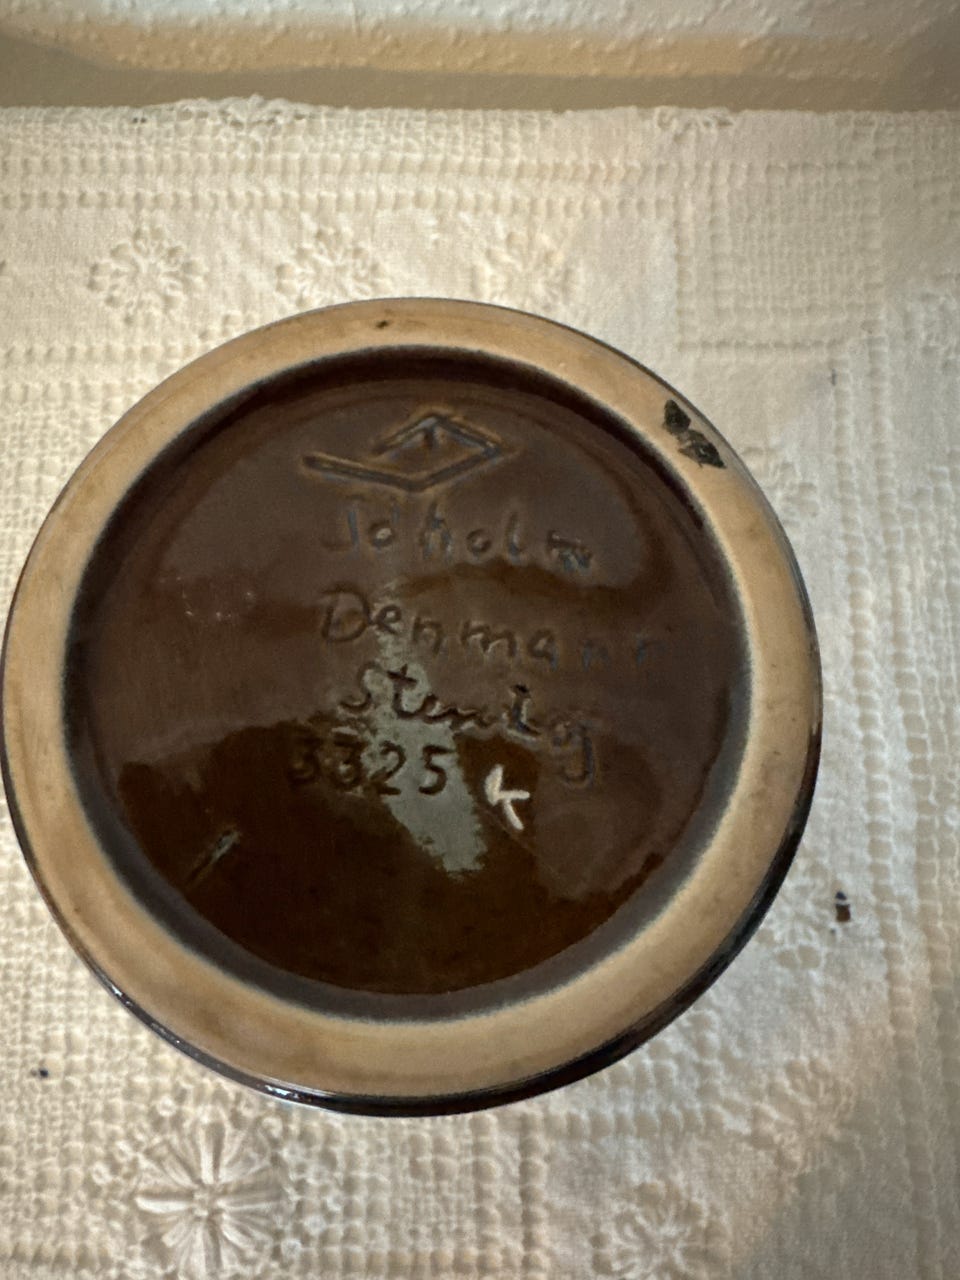 Söholm
Denmark
Stentøj
3325 K